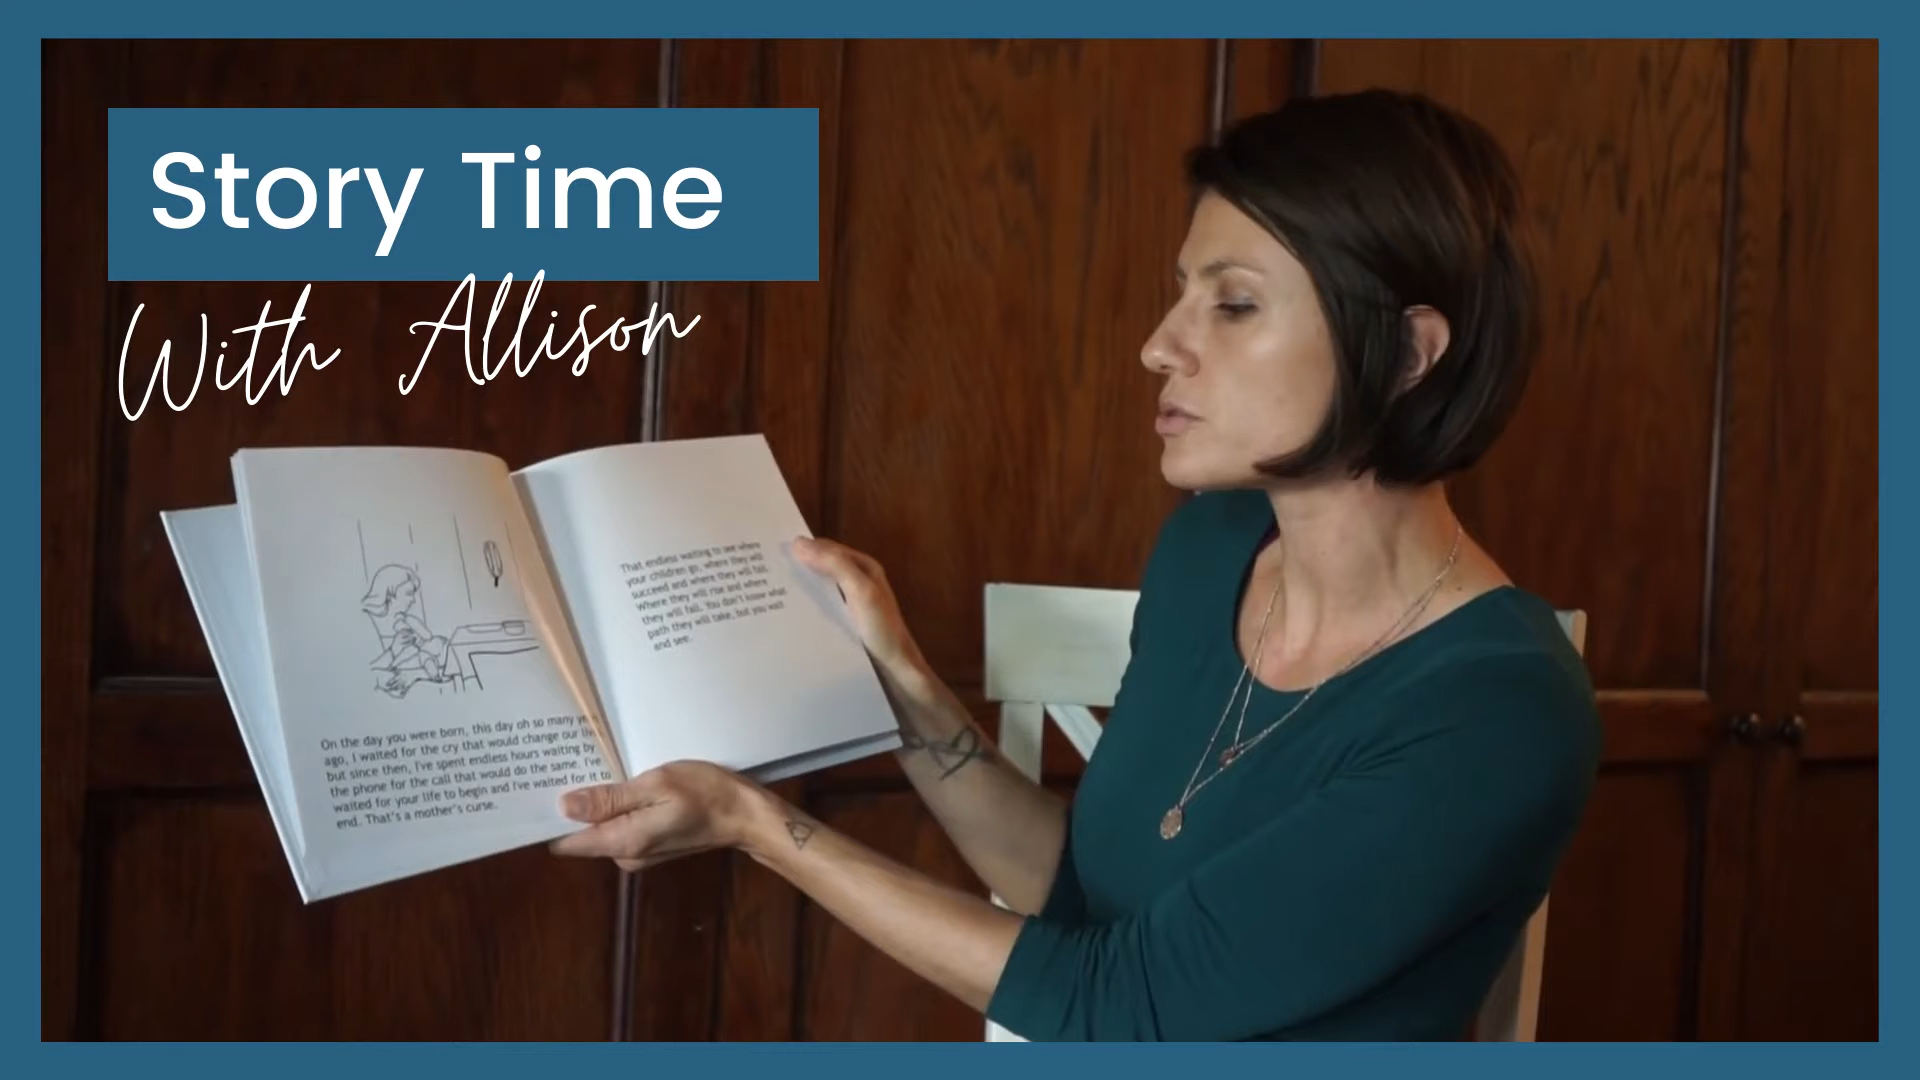 Story Time
With Allison
On the day you were born, this day oh so many
ago, I waited for the cry that would change our
but since then, I've spent endless hours waiting by
the phone for the call that would do the same. I've
waited for your life to begin and I've waited for it to
end. That's a mother's curse.
That endless waiting to see where
your children go, where they will
succeed and where they will fail.
Where they will rise and where
they will fall. You don't know what
path they will take, but you wait
and see.